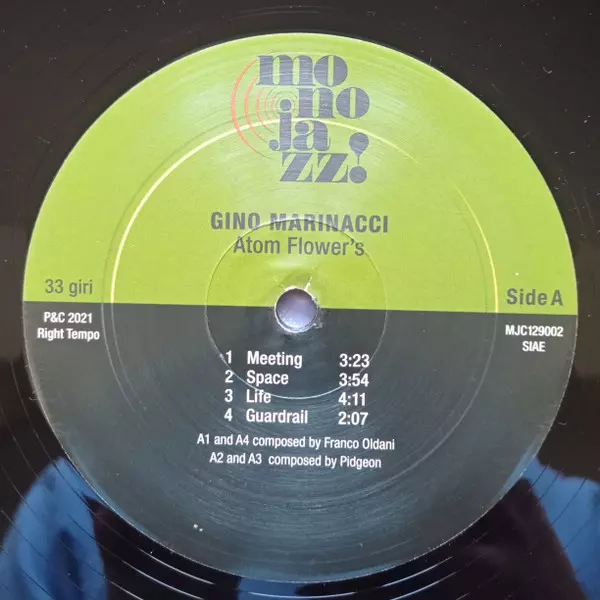 mo
no
ja
zz!
GINO MARINACCI
Atom Flower's
33 giri
Side A
P&C 2021
Right Tempo
MJC129002
SIAE
1 Meeting 3:23
2 Space 3:54
3 Life 4:11
4 Guardrail 2:07
A1 and A4 composed by Franco Oldani
A2 and A3 composed by Pidgeon